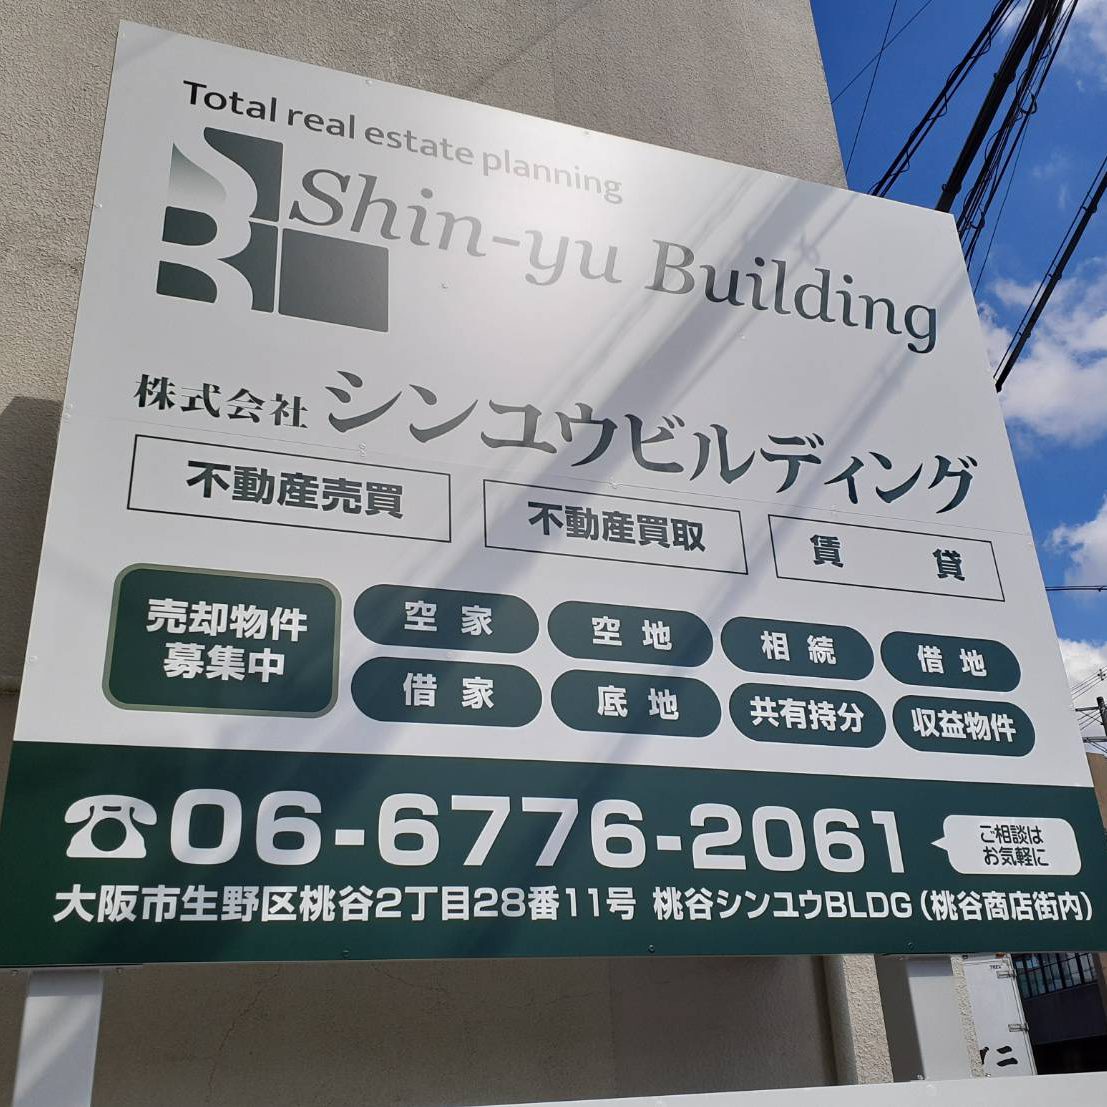 Total real estate planning
Shin-yu Building
株式会社 シンユウビルディング
不動産売買 不動産買取 賃貸
売却物件
募集中
空家 空地 相続 借地
借家 底地 共有持分 収益物件
☎06-6776-2061
ご相談は
お気軽に
大阪市生野区桃谷2丁目28番11号 桃谷シンユウBLDG(桃谷商店街内)